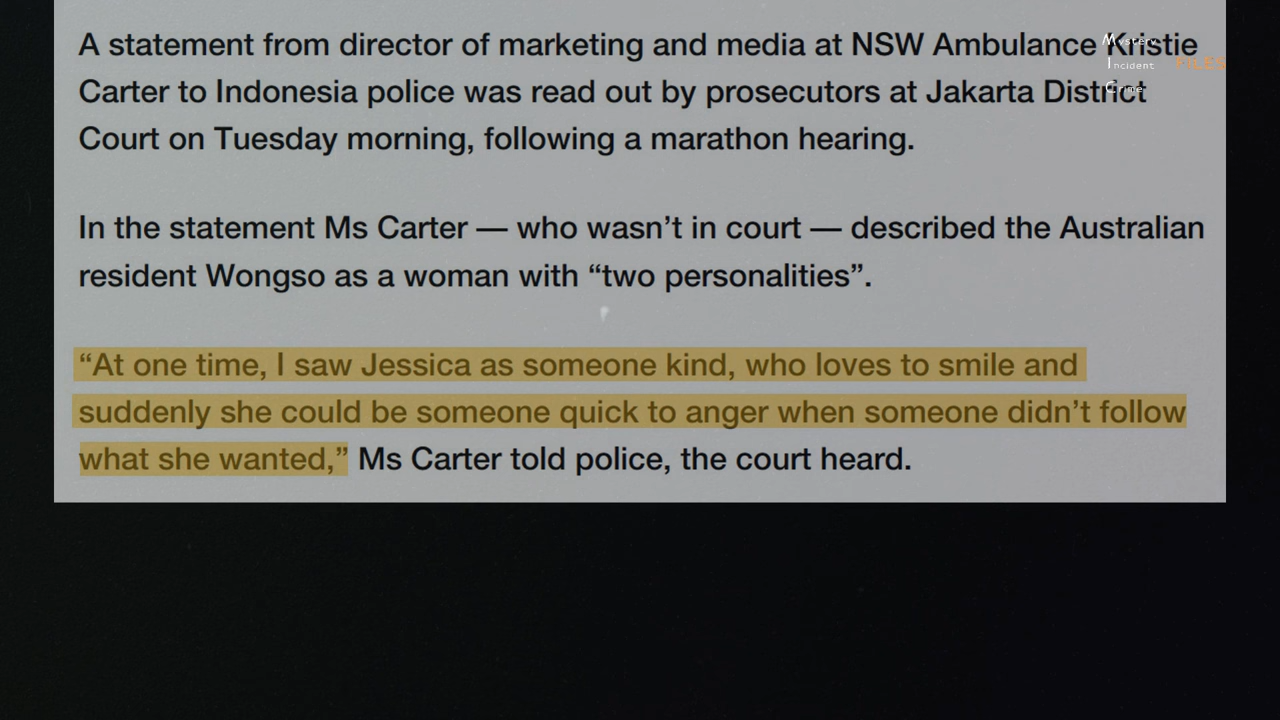 A statement from director of marketing and media at NSW Ambulance Kristie
Carter to Indonesia police was read out by prosecutors at Jakarta District
Court on Tuesday morning, following a marathon hearing.
In the statement Ms Carter — who wasn’t in court — described the Australian
resident Wongso as a woman with “two personalities”.
“At one time, I saw Jessica as someone kind, who loves to smile and
suddenly she could be someone quick to anger when someone didn’t follow
what she wanted,” Ms Carter told police, the court heard.
Mystery
Incident FILES
Crime